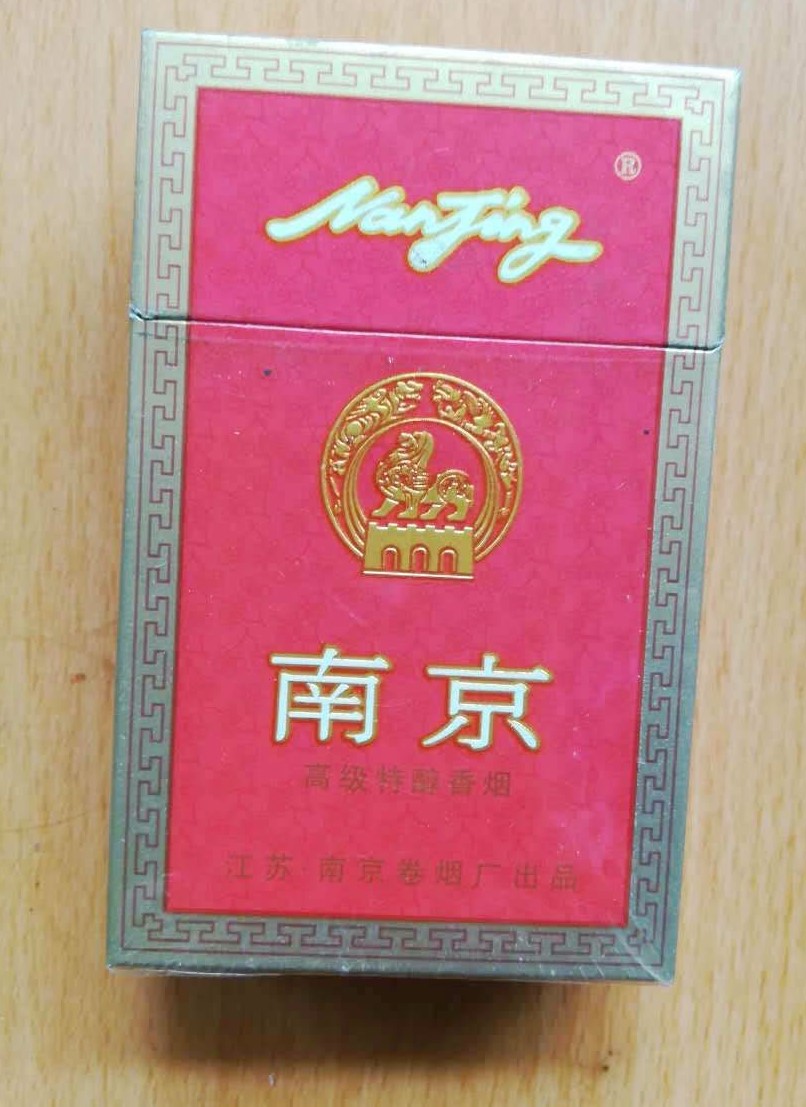 NanJing
®
南京
高级特醇香烟
江苏·南京卷烟厂出品